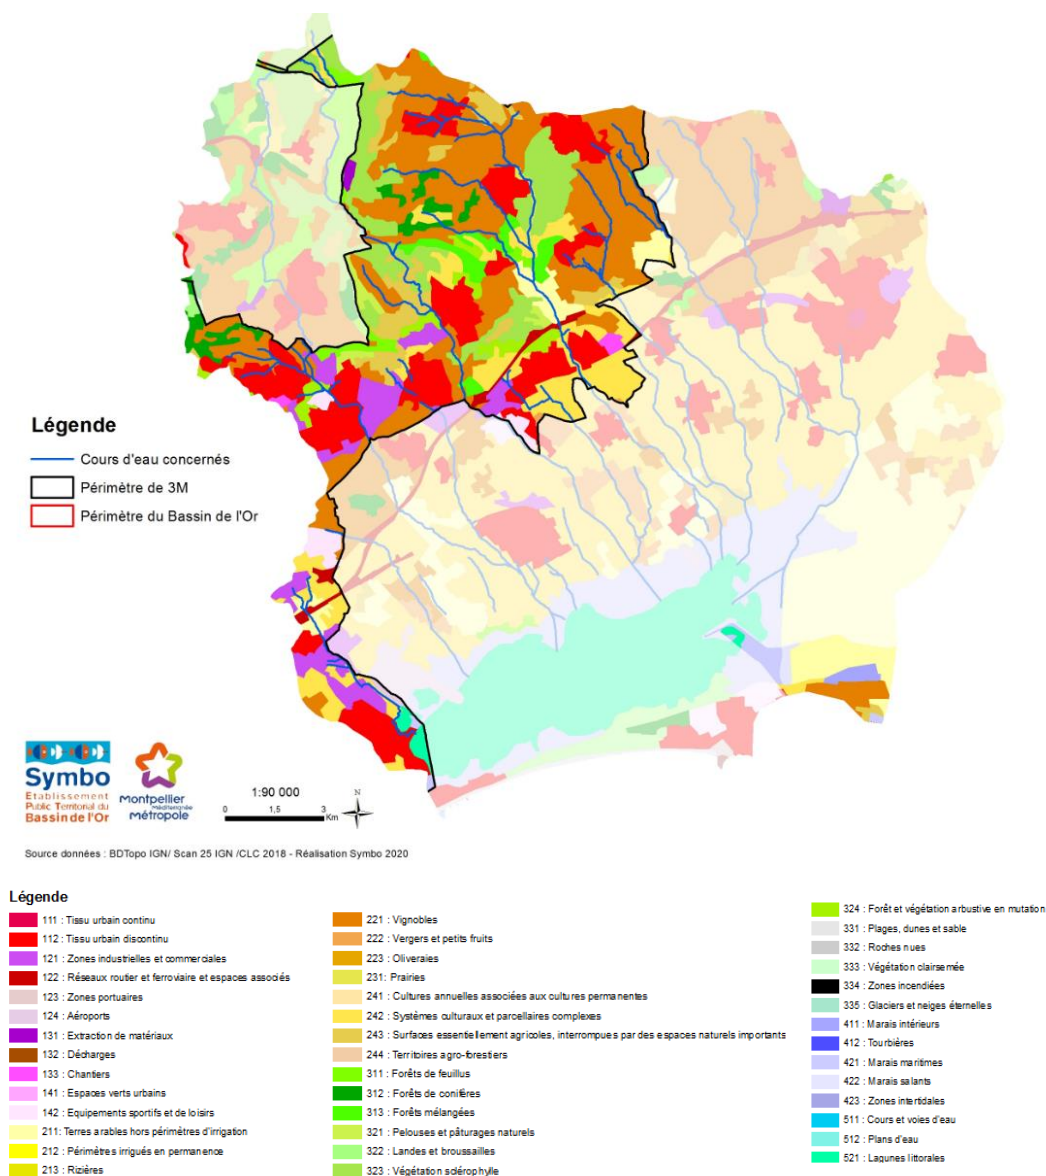 Légende
Cours d'eau concernés
Périmètre de 3M
Périmètre du Bassin de l'Or
Symbo
Etablissement
Public Territorial du
Bassin de l'Or
Montpellier
Méditerranée
métropole
1:90 000
0 1,5 3
Km
N
Source données : BDTopo IGN/ Scan 25 IGN /CLC 2018 - Réalisation Symbo 2020
Légende
111 : Tissu urbain continu
112 : Tissu urbain discontinu
121 : Zones industrielles et commerciales
122 : Réseaux routier et ferroviaire et espaces associés
123 : Zones portuaires
124 : Aéroports
131 : Extraction de matériaux
132 : Décharges
133 : Chantiers
141 : Espaces verts urbains
142 : Equipements sportifs et de loisirs
211: Terres arables hors périmètres d'irrigation
212 : Périmètres irrigués en permanence
213 : Rizières
221 : Vignobles
222 : Vergers et petits fruits
223 : Oliveraies
231: Prairies
241 : Cultures annuelles associées aux cultures permanentes
242 : Systèmes culturaux et parcellaires complexes
243 : Surfaces essentiellement agricoles, interrompues par des espaces naturels importants
244 : Territoires agro-forestiers
311 : Forêts de feuillus
312 : Forêts de conifères
313 : Forêts mélangées
321 : Pelouses et pâturages naturels
322 : Landes et broussailles
323 : Végétation sclérophylle
324 : Forêt et végétation arbustive en mutation
331 : Plages, dunes et sable
332 : Roches nues
333 : Végétation clairsemée
334 : Zones incendiées
335 : Glaciers et neiges éternelles
411 : Marais intérieurs
412 : Tourbières
421 : Marais maritimes
422 : Marais salants
423 : Zones intertidales
511 : Cours et voies d'eau
512 : Plans d'eau
521 : Lagunes littorales